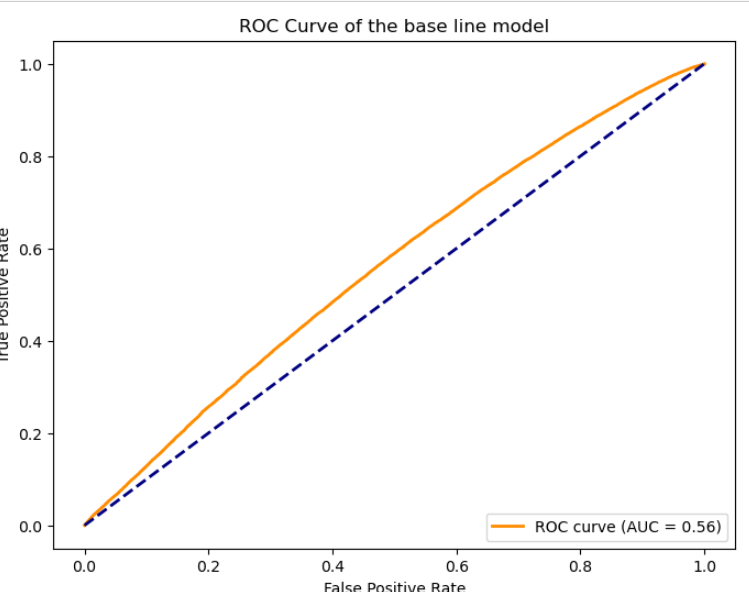 ROC Curve of the base line model
1.0
0.8
0.6
0.4
0.2
0.0
True Positive Rate
0.0 0.2 0.4 0.6 0.8 1.0
False Positive Rate
ROC curve (AUC = 0.56)